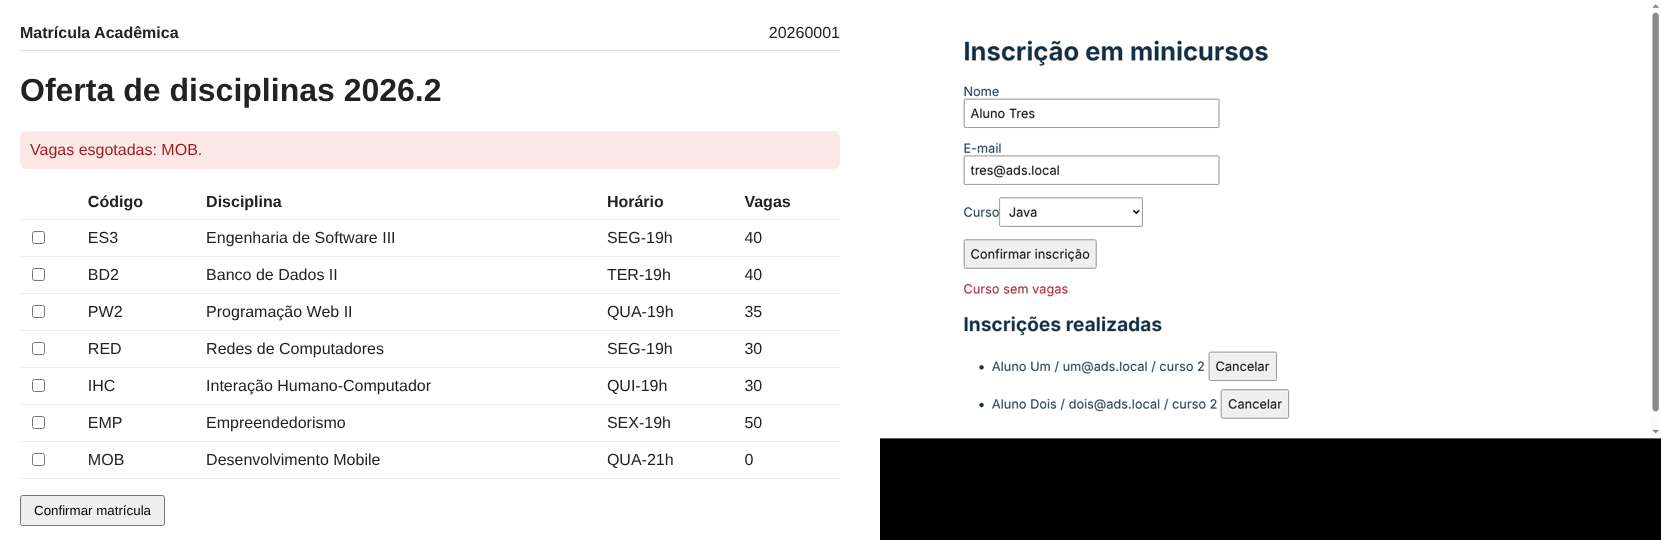 Matrícula Acadêmica 20260001
Oferta de disciplinas 2026.2
Vagas esgotadas: MOB.
Código Disciplina Horário Vagas
ES3 Engenharia de Software III SEG-19h 40
BD2 Banco de Dados II TER-19h 40
PW2 Programação Web II QUA-19h 35
RED Redes de Computadores SEG-19h 30
IHC Interação Humano-Computador QUI-19h 30
EMP Empreendedorismo SEX-19h 50
MOB Desenvolvimento Mobile QUA-21h 0
Confirmar matrícula
Inscrição em minicursos
Nome
Aluno Tres
E-mail
tres@ads.local
Curso Java
Confirmar inscrição
Curso sem vagas
Inscrições realizadas
Aluno Um / um@ads.local / curso 2 Cancelar
Aluno Dois / dois@ads.local / curso 2 Cancelar